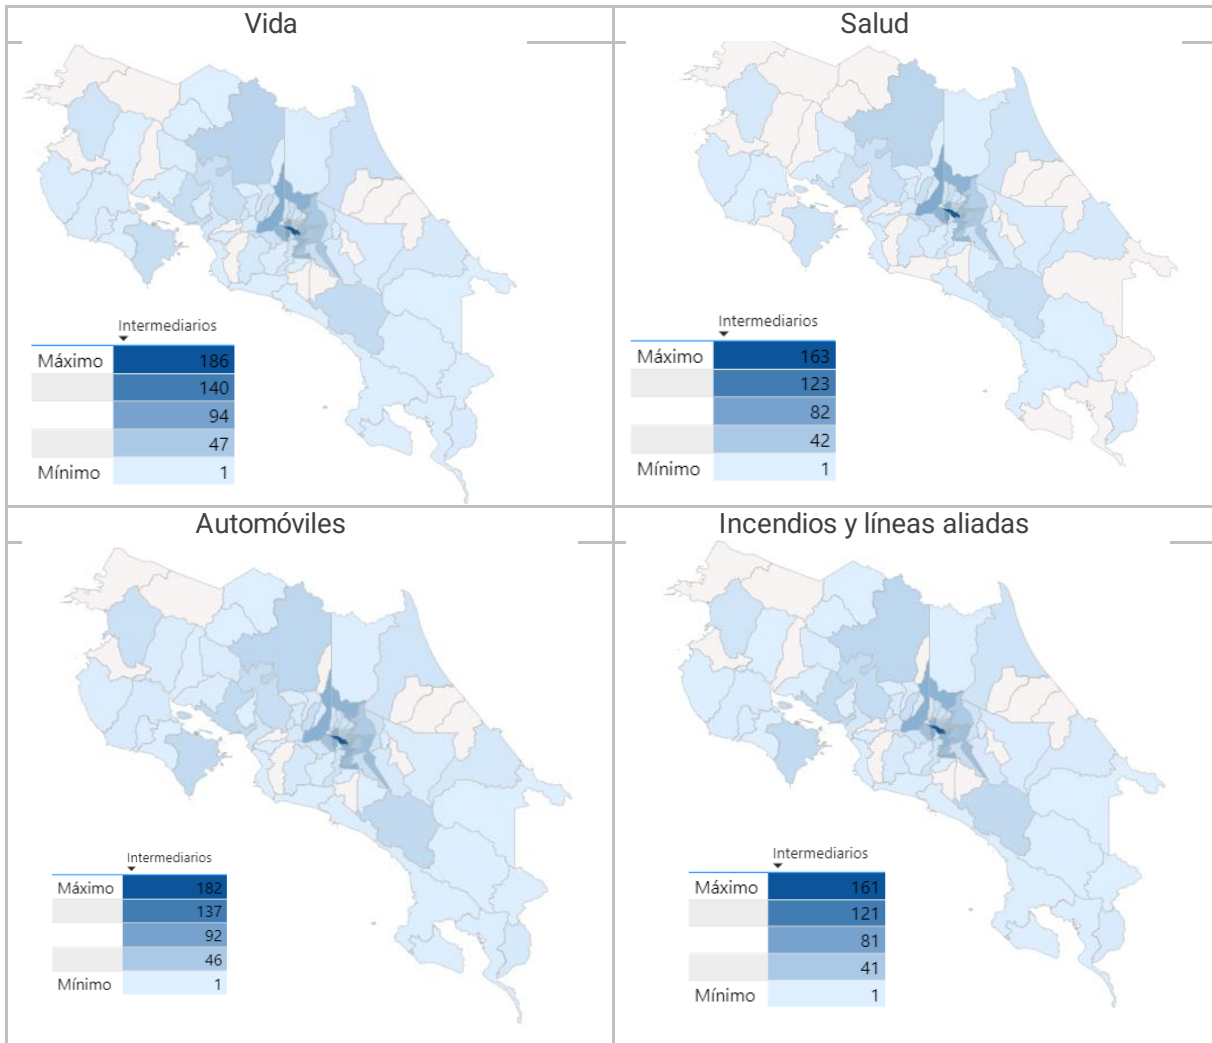 Vida
Intermediarios
Máximo 186
140
94
47
Mínimo 1
Salud
Intermediarios
Máximo 163
123
82
42
Mínimo 1
Automóviles
Intermediarios
Máximo 182
137
92
46
Mínimo 1
Incendios y líneas aliadas
Intermediarios
Máximo 161
121
81
41
Mínimo 1